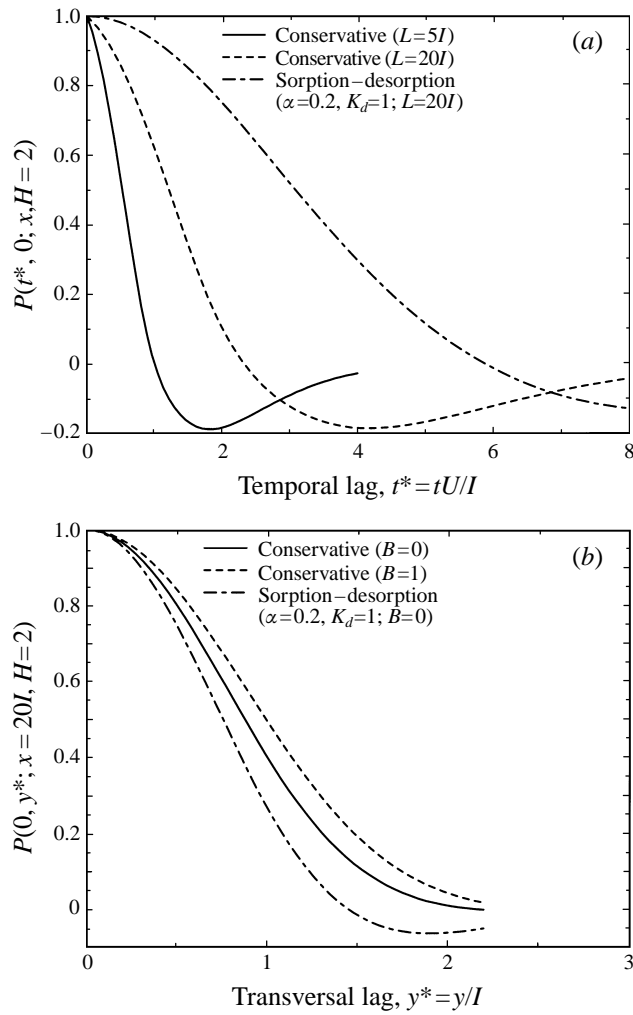 Conservative (L=5I)
Conservative (L=20I)
Sorption–desorption
(α=0.2, K_d=1; L=20I)
(a)
1.0
0.8
0.6
0.4
0.2
0
−0.2
P(t*, 0; x,H = 2)
0
2
4
6
8
Temporal lag, t*=tU/I
Conservative (B=0)
Conservative (B=1)
Sorption–desorption
(α=0.2, K_d=1; B=0)
(b)
1.0
0.8
0.6
0.4
0.2
0
P(0, y*; x = 20I, H=2)
0
1
2
3
Transversal lag, y*=y/I